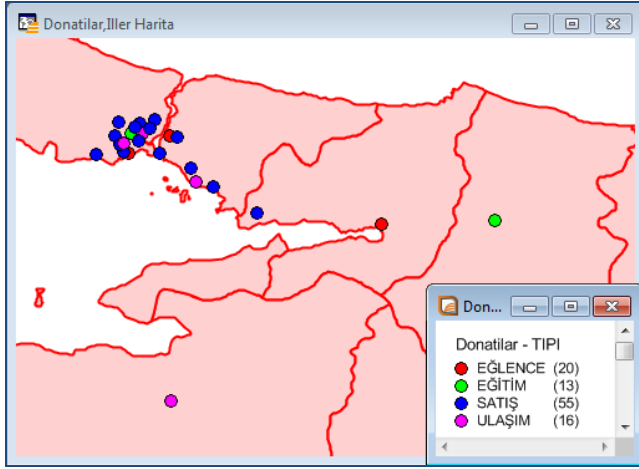 Donatilar,Iller Harita
Don...
Donatilar - TIPI
EĞLENCE (20)
EĞİTİM (13)
SATIŞ (55)
ULAŞIM (16)